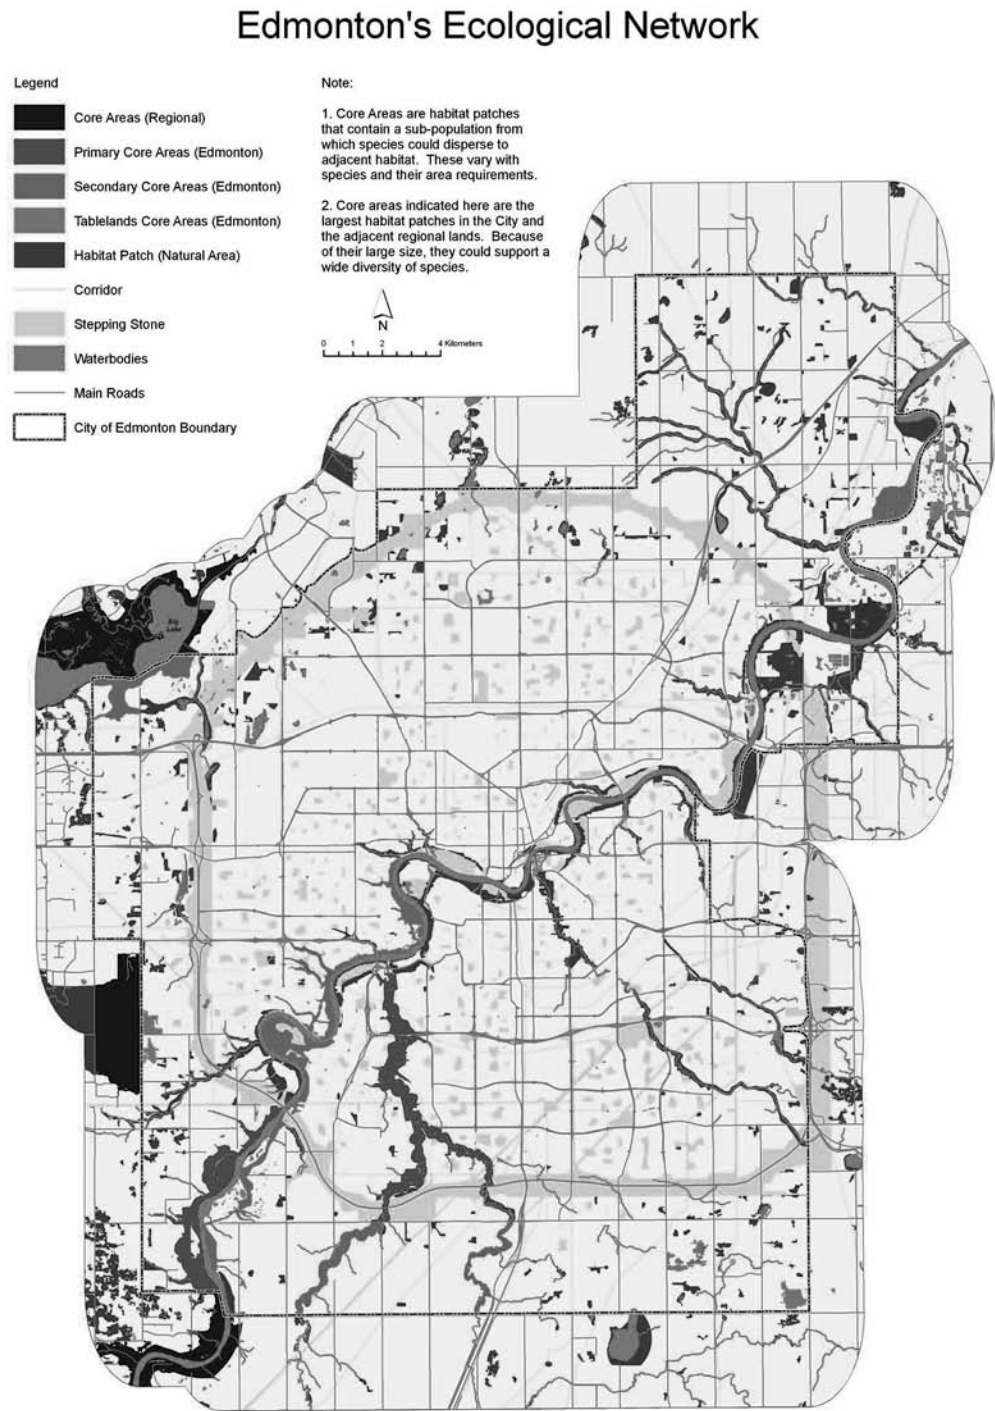 Edmonton's Ecological Network
Legend
Core Areas (Regional)
Primary Core Areas (Edmonton)
Secondary Core Areas (Edmonton)
Tablelands Core Areas (Edmonton)
Habitat Patch (Natural Area)
Corridor
Stepping Stone
Waterbodies
Main Roads
City of Edmonton Boundary
Note:
1. Core Areas are habitat patches
that contain a sub-population from
which species could disperse to
adjacent habitat. These vary with
species and their area requirements.
2. Core areas indicated here are the
largest habitat patches in the City and
the adjacent regional lands. Because
of their large size, they could support a
wide diversity of species.
N
0 1 2 4 Kilometers
Big
Lake